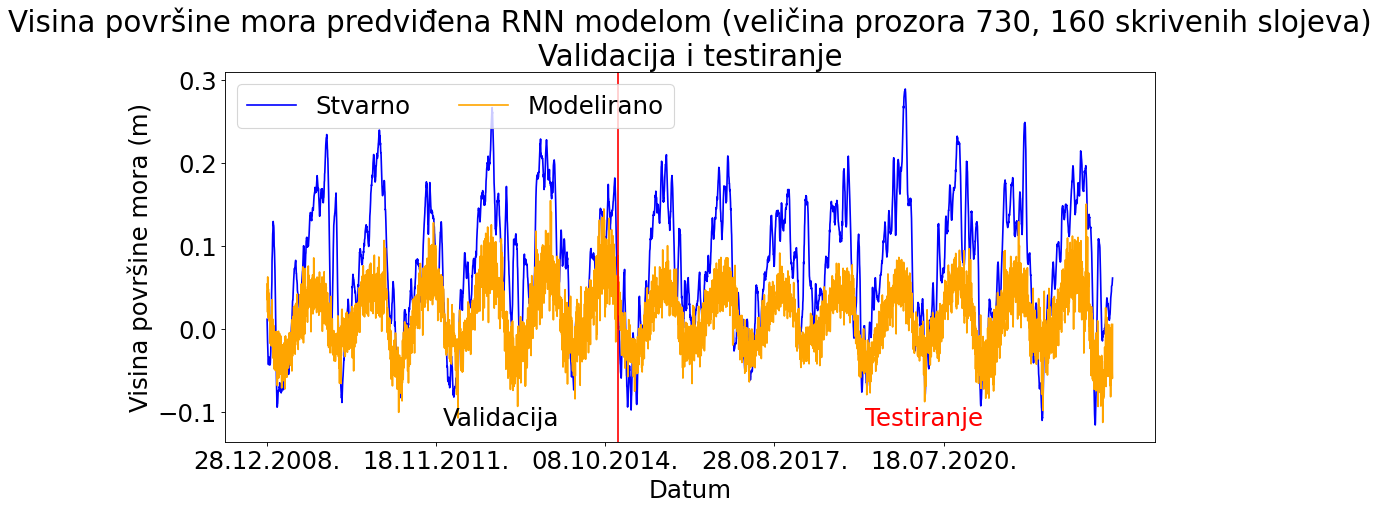 Visina površine mora predviđena RNN modelom (veličina prozora 730, 160 skrivenih slojeva)
Validacija i testiranje
Stvarno
Modelirano
Visina površine mora (m)
0.3
0.2
0.1
0.0
−0.1
Validacija
Testiranje
28.12.2008.
18.11.2011.
08.10.2014.
28.08.2017.
18.07.2020.
Datum